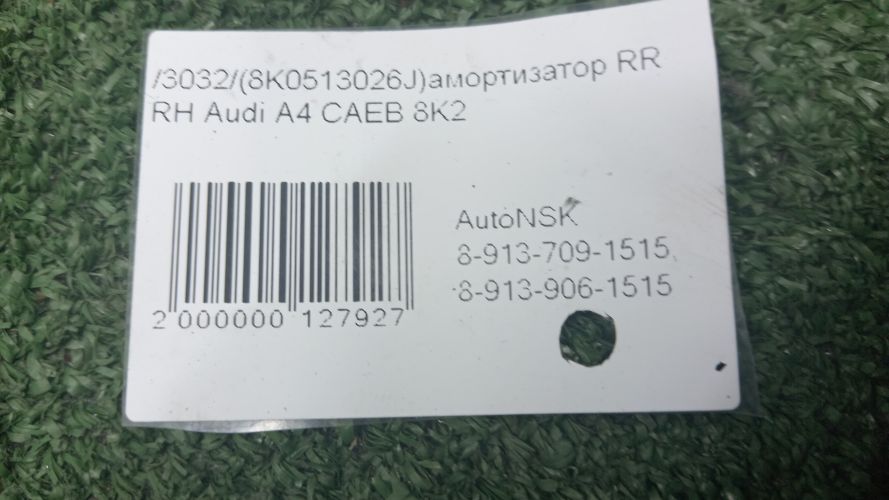 /3032/(8K0513026J)амортизатор RR
RH Audi A4 CAEB 8K2
AutoNSK
8-913-709-1515,
8-913-906-1515
2 000000 127927